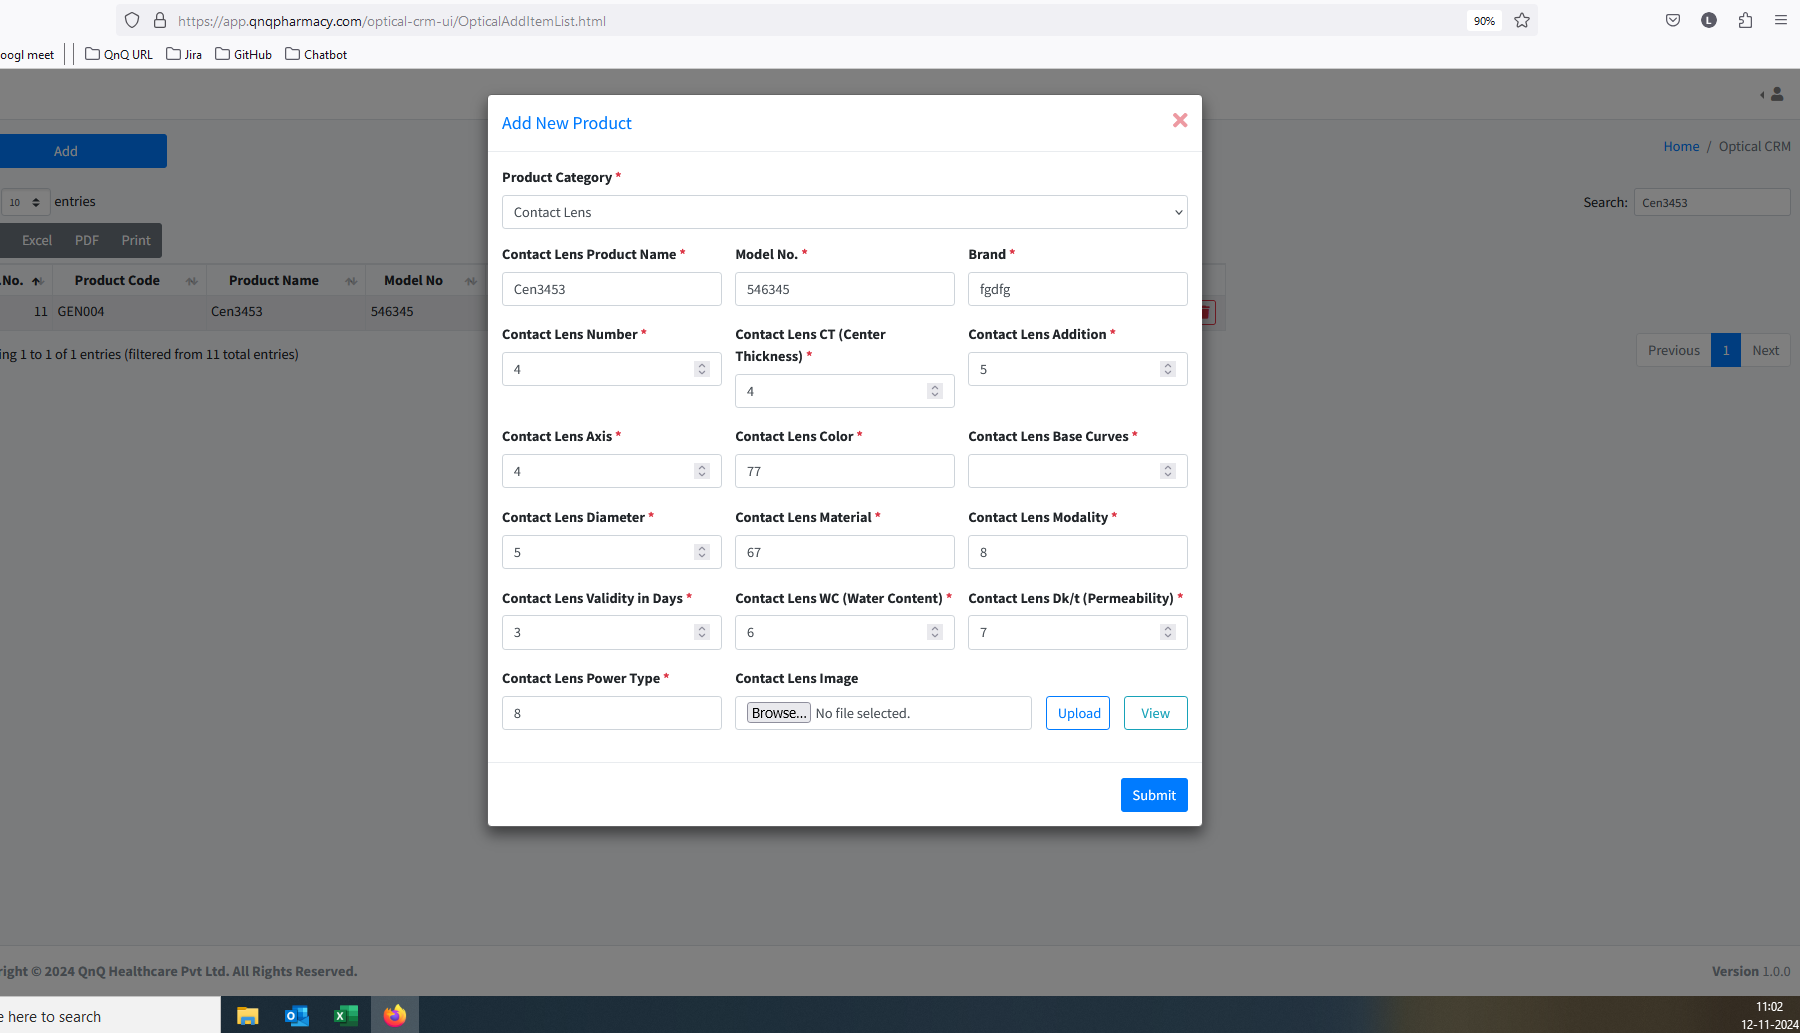 https://app.qnqpharmacy.com/optical-crm-ui/OpticalAddItemList.html
90%
L
oogl meet
QnQ URL
Jira
GitHub
Chatbot
Add New Product
Add
Home / Optical CRM
Product Category *
10 entries
Search: Cen3453
Contact Lens
Excel PDF Print
Contact Lens Product Name * Model No. * Brand *
.No. Product Code Product Name Model No
Cen3453 546345 fgdfg
11 GEN004 Cen3453 546345
Contact Lens Number * Contact Lens CT (Center Thickness) * Contact Lens Addition *
ing 1 to 1 of 1 entries (filtered from 11 total entries)
Previous 1 Next
4 4 5
Contact Lens Axis * Contact Lens Color * Contact Lens Base Curves *
4 77
Contact Lens Diameter * Contact Lens Material * Contact Lens Modality *
5 67 8
Contact Lens Validity in Days * Contact Lens WC (Water Content) * Contact Lens Dk/t (Permeability) *
3 6 7
Contact Lens Power Type * Contact Lens Image
8 Browse... No file selected. Upload View
Submit
right © 2024 QnQ Healthcare Pvt Ltd. All Rights Reserved.
Version 1.0.0
e here to search
11:02
12-11-2024